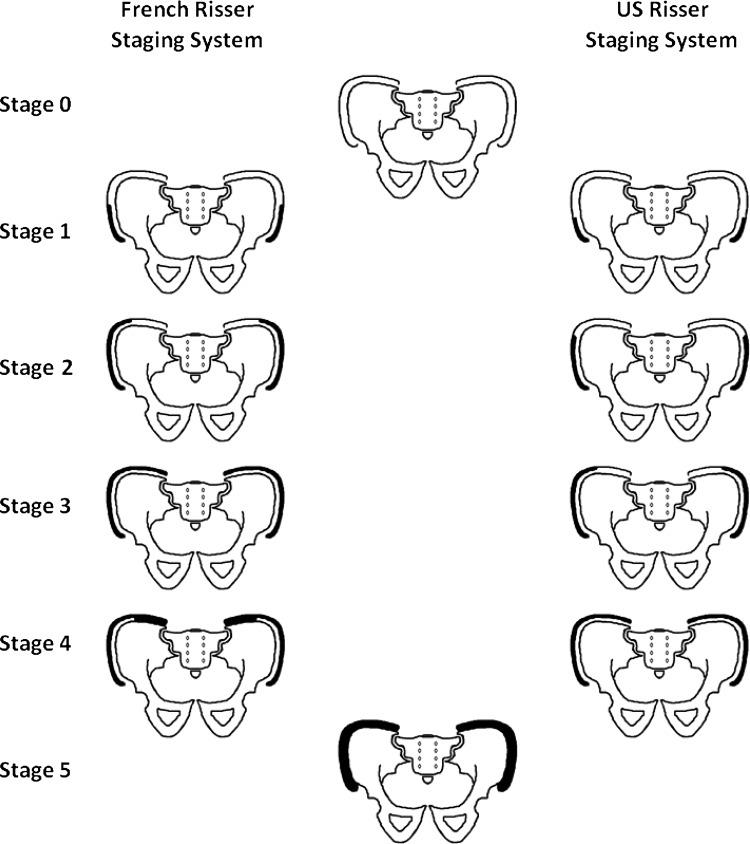 French Risser
Staging System
US Risser
Staging System
Stage 0
Stage 1
Stage 2
Stage 3
Stage 4
Stage 5